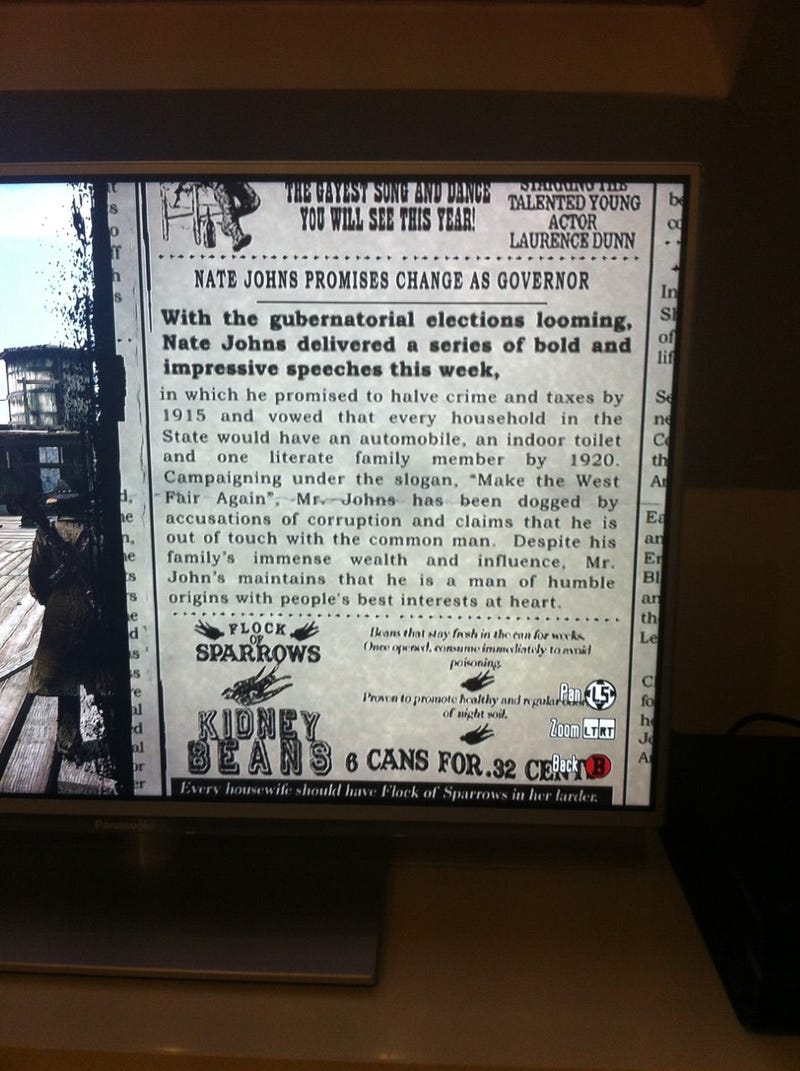 THE GAYEST SONG AND DANCE
YOU WILL SEE THIS YEAR!
STARRING THE
TALENTED YOUNG
ACTOR
LAURENCE DUNN
NATE JOHNS PROMISES CHANGE AS GOVERNOR
With the gubernatorial elections looming,
Nate Johns delivered a series of bold and
impressive speeches this week,
in which he promised to halve crime and taxes by
1915 and vowed that every household in the
State would have an automobile, an indoor toilet
and one literate family member by 1920.
Campaigning under the slogan, "Make the West
Fair Again", Mr. Johns has been dogged by
accusations of corruption and claims that he is
out of touch with the common man. Despite his
family's immense wealth and influence, Mr.
John's maintains that he is a man of humble
origins with people's best interests at heart.
FLOCK
OF
SPARROWS
KIDNEY
BEANS
Beans that stay fresh in the can for weeks.
Once opened, consume immediately to avoid
poisoning.
Proven to promote healthy and regular
of night soil.
6 CANS FOR .32 CENT
Every housewife should have Flock of Sparrows in her larder.
Pan LS
Zoom LT RT
Back B
Panasonic